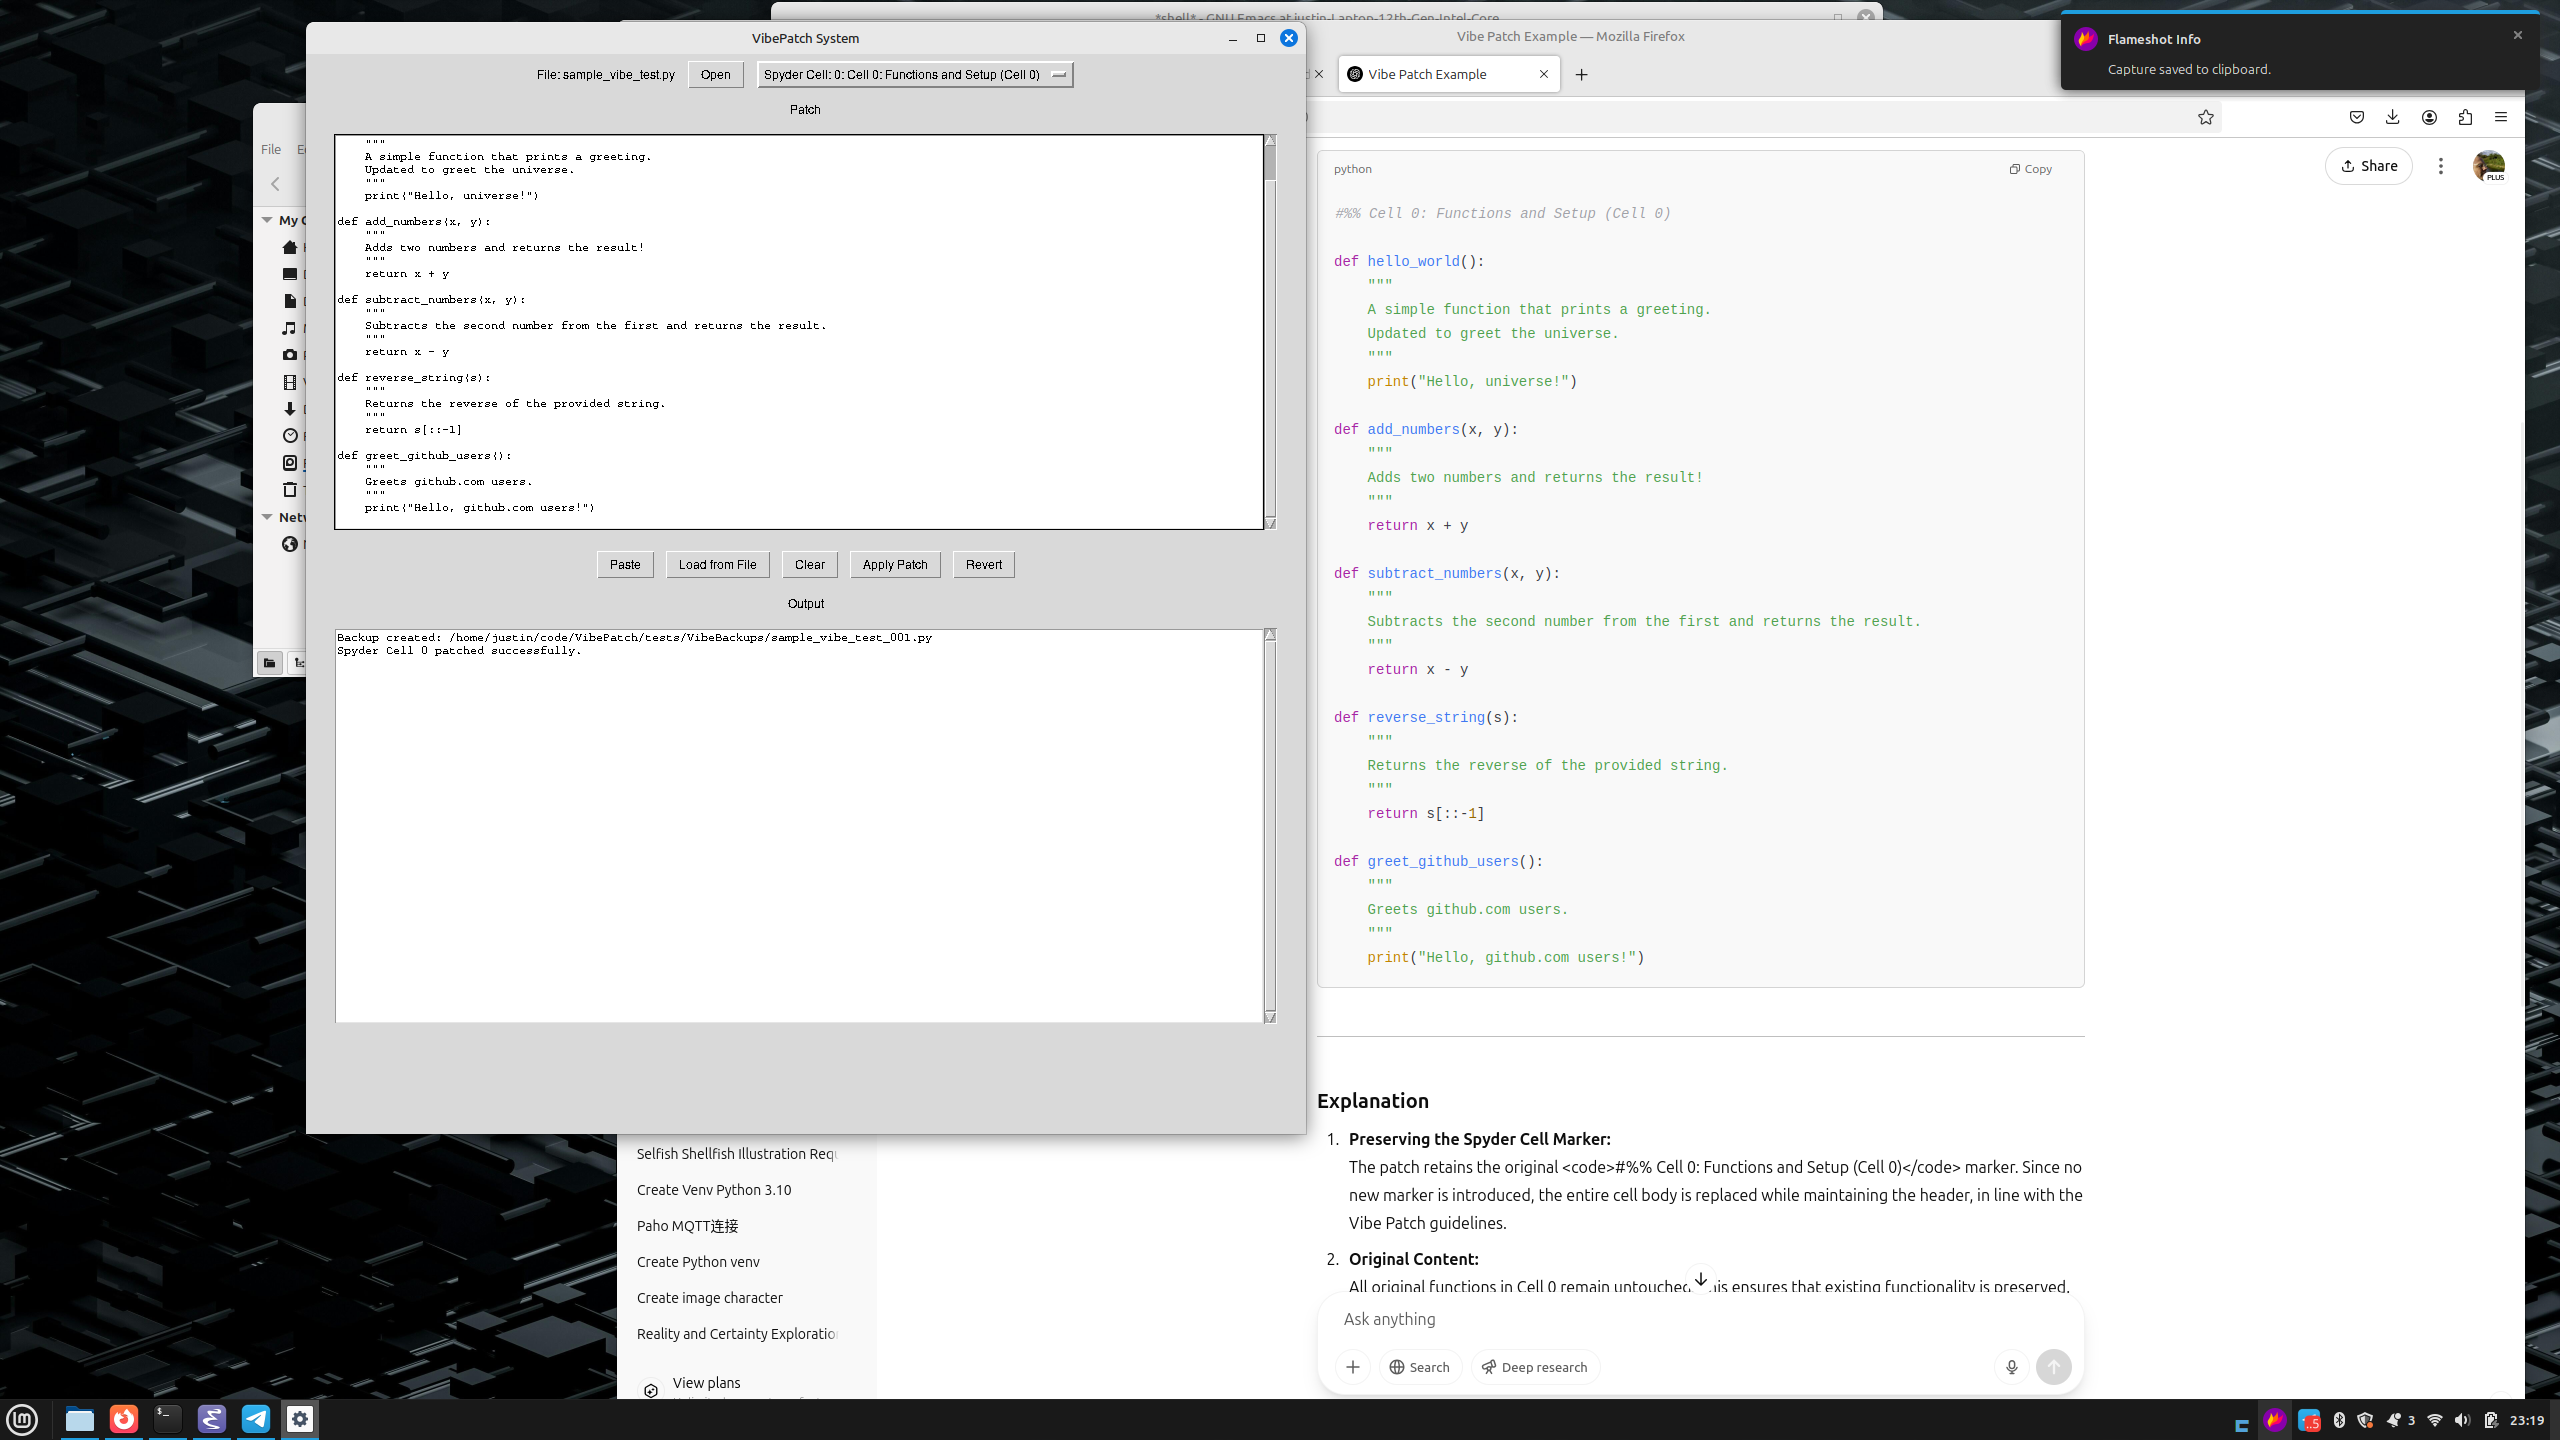 *shell* - GNU Emacs at justin-Laptop-12th-Gen-Intel-Core
VibePatch System
File: sample_vibe_test.py
Open
Spyder Cell: 0: Cell 0: Functions and Setup (Cell 0)
Patch
"""
A simple function that prints a greeting.
Updated to greet the universe.
"""
print("Hello, universe!")
def add_numbers(x, y):
"""
Adds two numbers and returns the result!
"""
return x + y
def subtract_numbers(x, y):
"""
Subtracts the second number from the first and returns the result.
"""
return x - y
def reverse_string(s):
"""
Returns the reverse of the provided string.
"""
return s[::-1]
def greet_github_users():
"""
Greets github.com users.
"""
print("Hello, github.com users!")
Paste
Load from File
Clear
Apply Patch
Revert
Output
Backup created: /home/justin/code/VibePatch/tests/VibeBackups/sample_vibe_test_001.py
Spyder Cell 0 patched successfully.
File
My
Vibe Patch Example — Mozilla Firefox
Vibe Patch Example
Flameshot Info
Capture saved to clipboard.
Share
PLUS
python
Copy
#%% Cell 0: Functions and Setup (Cell 0)
def hello_world():
"""
A simple function that prints a greeting.
Updated to greet the universe.
"""
print("Hello, universe!")
def add_numbers(x, y):
"""
Adds two numbers and returns the result!
"""
return x + y
def subtract_numbers(x, y):
"""
Subtracts the second number from the first and returns the result.
"""
return x - y
def reverse_string(s):
"""
Returns the reverse of the provided string.
"""
return s[::-1]
def greet_github_users():
"""
Greets github.com users.
"""
print("Hello, github.com users!")
Explanation
1. Preserving the Spyder Cell Marker:
The patch retains the original <code>#%% Cell 0: Functions and Setup (Cell 0)</code> marker. Since no
new marker is introduced, the entire cell body is replaced while maintaining the header, in line with the
Vibe Patch guidelines.
2. Original Content:
All original functions in Cell 0 remain untouched. This ensures that existing functionality is preserved.
Ask anything
Search
Deep research
Selfish Shellfish Illustration Requ
Create Venv Python 3.10
Paho MQTT连接
Create Python venv
Create image character
Reality and Certainty Exploration
View plans
3
23:19